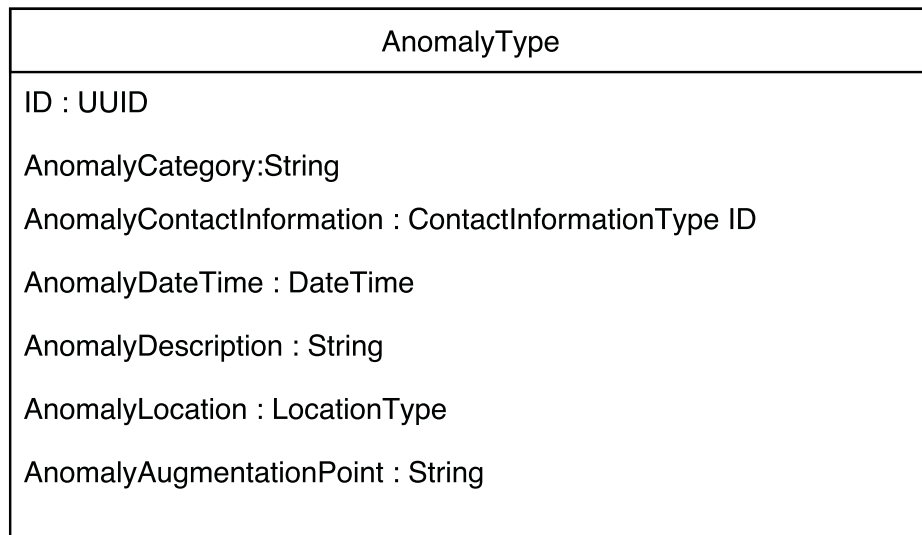 AnomalyType
ID : UUID
AnomalyCategory:String
AnomalyContactInformation : ContactInformationType ID
AnomalyDateTime : DateTime
AnomalyDescription : String
AnomalyLocation : LocationType
AnomalyAugmentationPoint : String